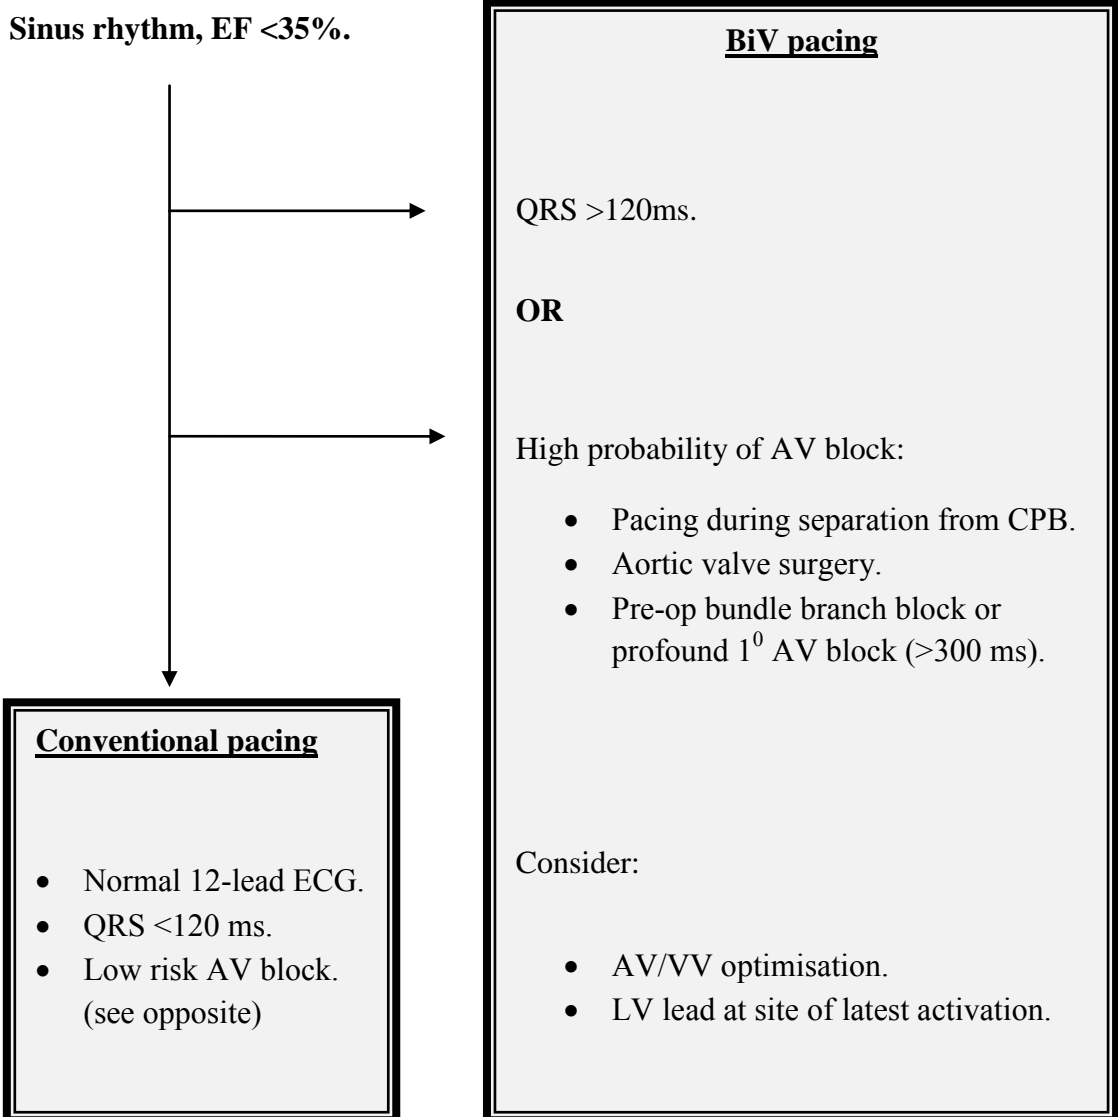 Sinus rhythm, EF <35%.
BiV pacing
QRS >120ms.
OR
High probability of AV block:
• Pacing during separation from CPB.
• Aortic valve surgery.
• Pre-op bundle branch block or
profound 1⁰ AV block (>300 ms).
Consider:
• AV/VV optimisation.
• LV lead at site of latest activation.
Conventional pacing
• Normal 12-lead ECG.
• QRS <120 ms.
• Low risk AV block.
(see opposite)